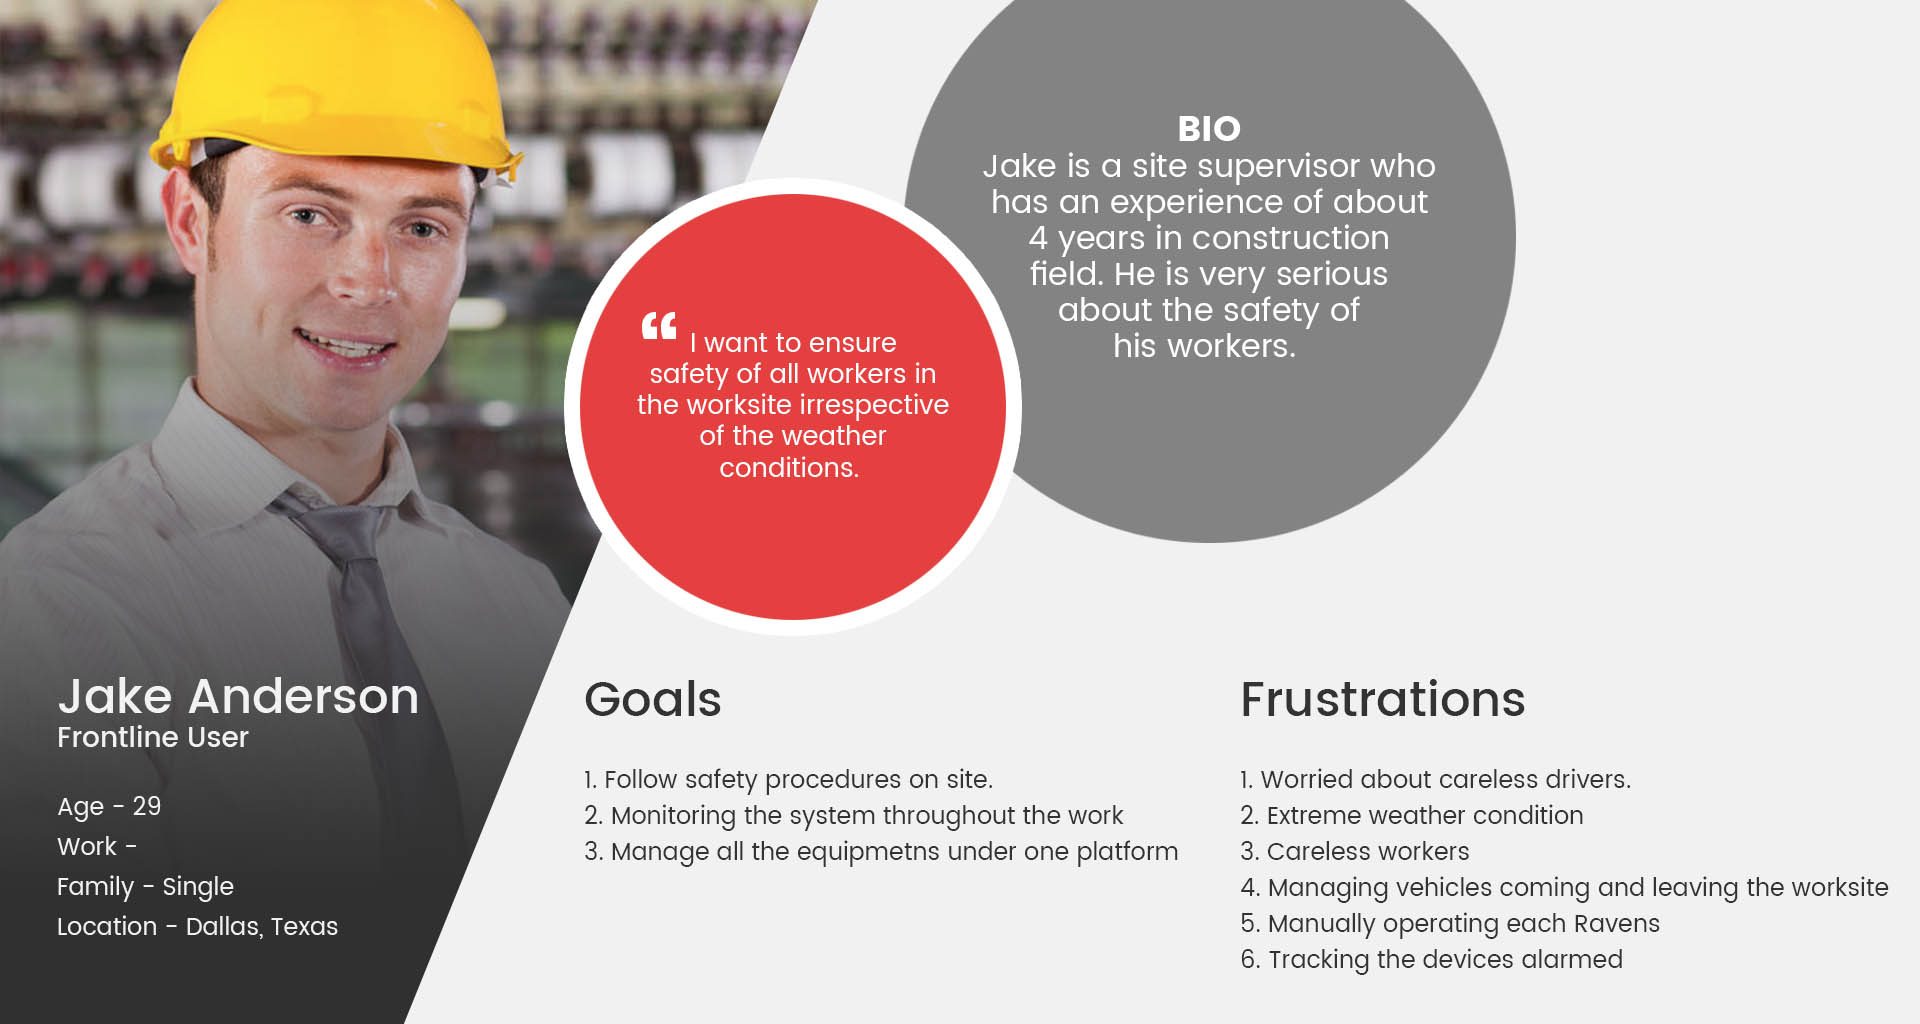 BIO
Jake is a site supervisor who
has an experience of about
4 years in construction
field. He is very serious
about the safety of
his workers.
“ I want to ensure
safety of all workers in
the worksite irrespective
of the weather
conditions.
Jake Anderson
Frontline User
Age - 29
Work -
Family - Single
Location - Dallas, Texas
Goals
1. Follow safety procedures on site.
2. Monitoring the system throughout the work
3. Manage all the equipmetns under one platform
Frustrations
1. Worried about careless drivers.
2. Extreme weather condition
3. Careless workers
4. Managing vehicles coming and leaving the worksite
5. Manually operating each Ravens
6. Tracking the devices alarmed